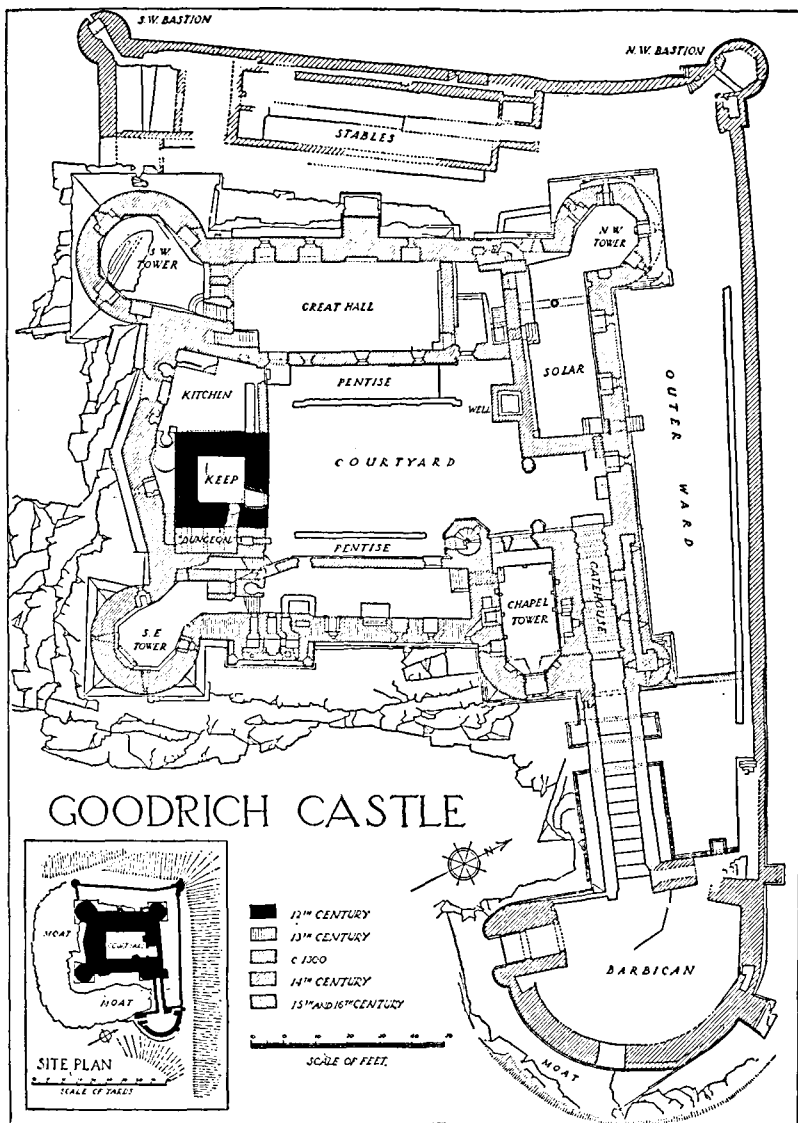 S.W. BASTION
N.W. BASTION
STABLES
S.W
TOWER
N.W
TOWER
GREAT HALL
KITCHEN
PENTISE
SOLAR
WELL
OUTER
WARD
KEEP
COURTYARD
DUNGEON
PENTISE
GATEHOUSE
CHAPEL
TOWER
S.E
TOWER
GOODRICH CASTLE
N
MOAT
COURTYARD
MOAT
SITE PLAN
SCALE OF YARDS
12TH CENTURY
13TH CENTURY
C 1300
14TH CENTURY
15TH AND 16TH CENTURY
SCALE OF FEET.
BARBICAN
MOAT